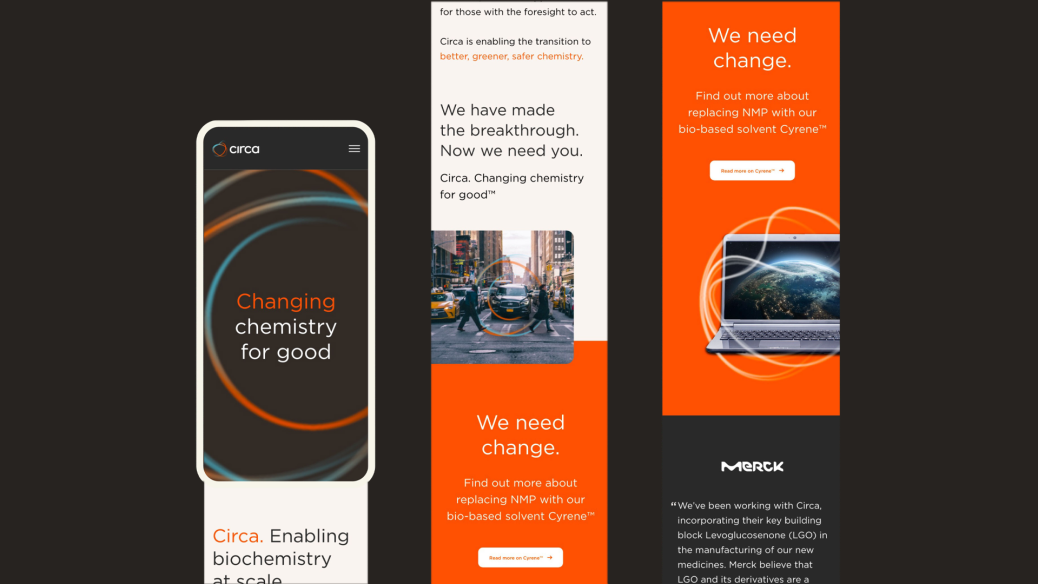 circa
Changing
chemistry
for good
Circa. Enabling
biochemistry
at scale
for those with the foresight to act.
Circa is enabling the transition to
better, greener, safer chemistry.
We have made
the breakthrough.
Now we need you.
Circa. Changing chemistry
for good™
We need
change.
Find out more about
replacing NMP with our
bio-based solvent Cyrene™
Read more on Cyrene™ →
We need
change.
Find out more about
replacing NMP with our
bio-based solvent Cyrene™
Read more on Cyrene™ →
MERCK
“We've been working with Circa,
incorporating their key building
block Levoglucosenone (LGO) in
the manufacturing of our new
medicines. Merck believe that
LGO and its derivatives are a